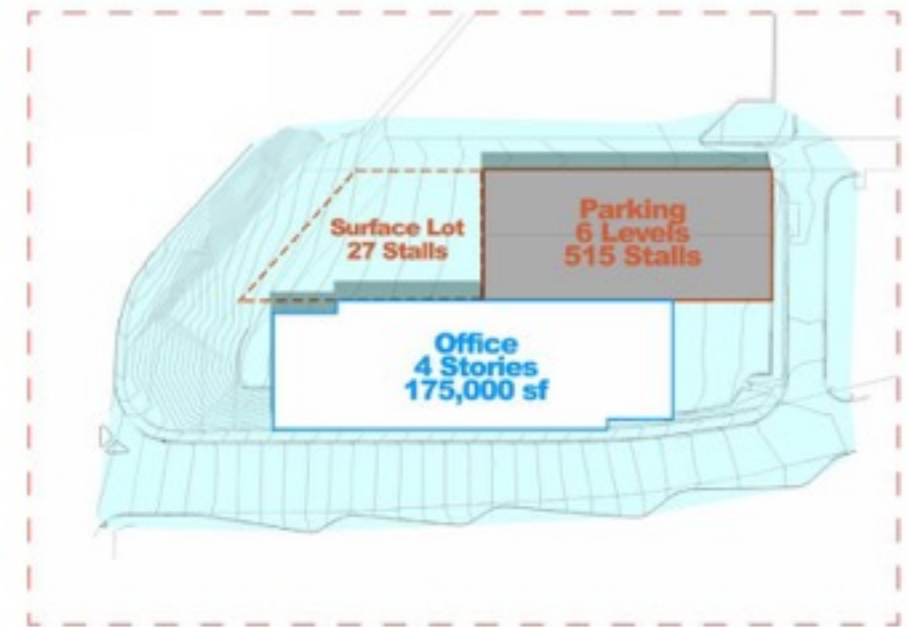 Surface Lot
27 Stalls
Parking
6 Levels
515 Stalls
Office
4 Stories
175,000 sf